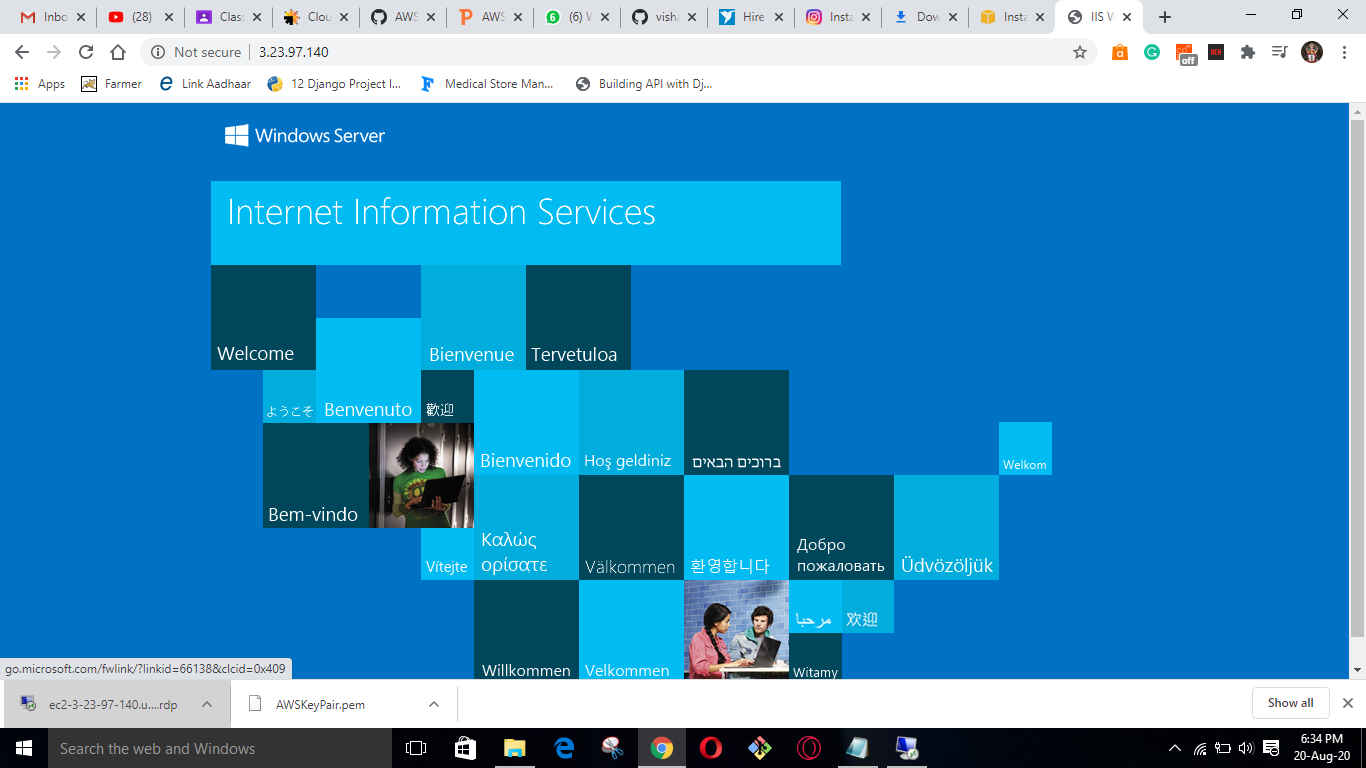 Inbo
(28)
Clas
Clou
AWS
AWS
(6) W
visha
Hire
Insta
Dow
Insta
IIS W
Not secure
3.23.97.140
off
NEW
Apps
Farmer
Link Aadhaar
12 Django Project I...
Medical Store Man...
Building API with Dj...
Windows Server
Internet Information Services
Welcome
Bienvenue
Tervetuloa
ようこそ
Benvenuto
歡迎
Bienvenido
Hoş geldiniz
ברוכים הבאים
Welkom
Bem-vindo
Vítejte
Καλώς
ορίσατε
Välkommen
환영합니다
Добро
пожаловать
Üdvözöljük
مرحبا
欢迎
Willkommen
Velkommen
Witamy
go.microsoft.com/fwlink/?linkid=66138&clcid=0x409
ec2-3-23-97-140.u....rdp
AWSKeyPair.pem
Show all
Search the web and Windows
6:34 PM
20-Aug-20